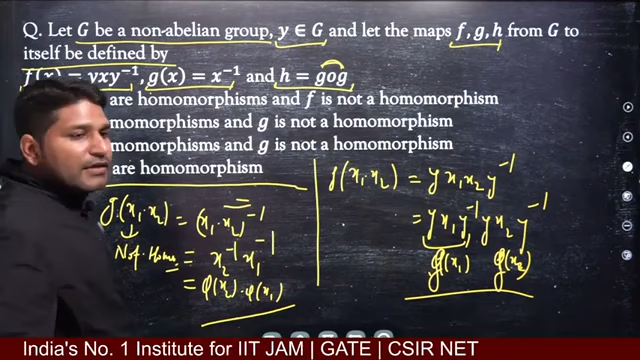 Q. Let G be a non-abelian group, y ∈ G and let the maps f, g, h from G to
itself be defined by
f(x) = yxy⁻¹, g(x) = x⁻¹ and h = gog
are homomorphisms and f is not a homomorphism
momorphisms and g is not a homomorphism
momorphisms and g is not a homomorphism
are homomorphism
g(x₁·x₂) = (x₁·x₂)⁻¹
Not Homo = x₂⁻¹ x₁⁻¹
= φ(x₂)·φ(x₁)
f(x₁·x₂) = y x₁x₂ y⁻¹
= y x₁ y⁻¹ y x₂ y⁻¹
(x₁) (x₂)
India's No. 1 Institute for IIT JAM | GATE | CSIR NET